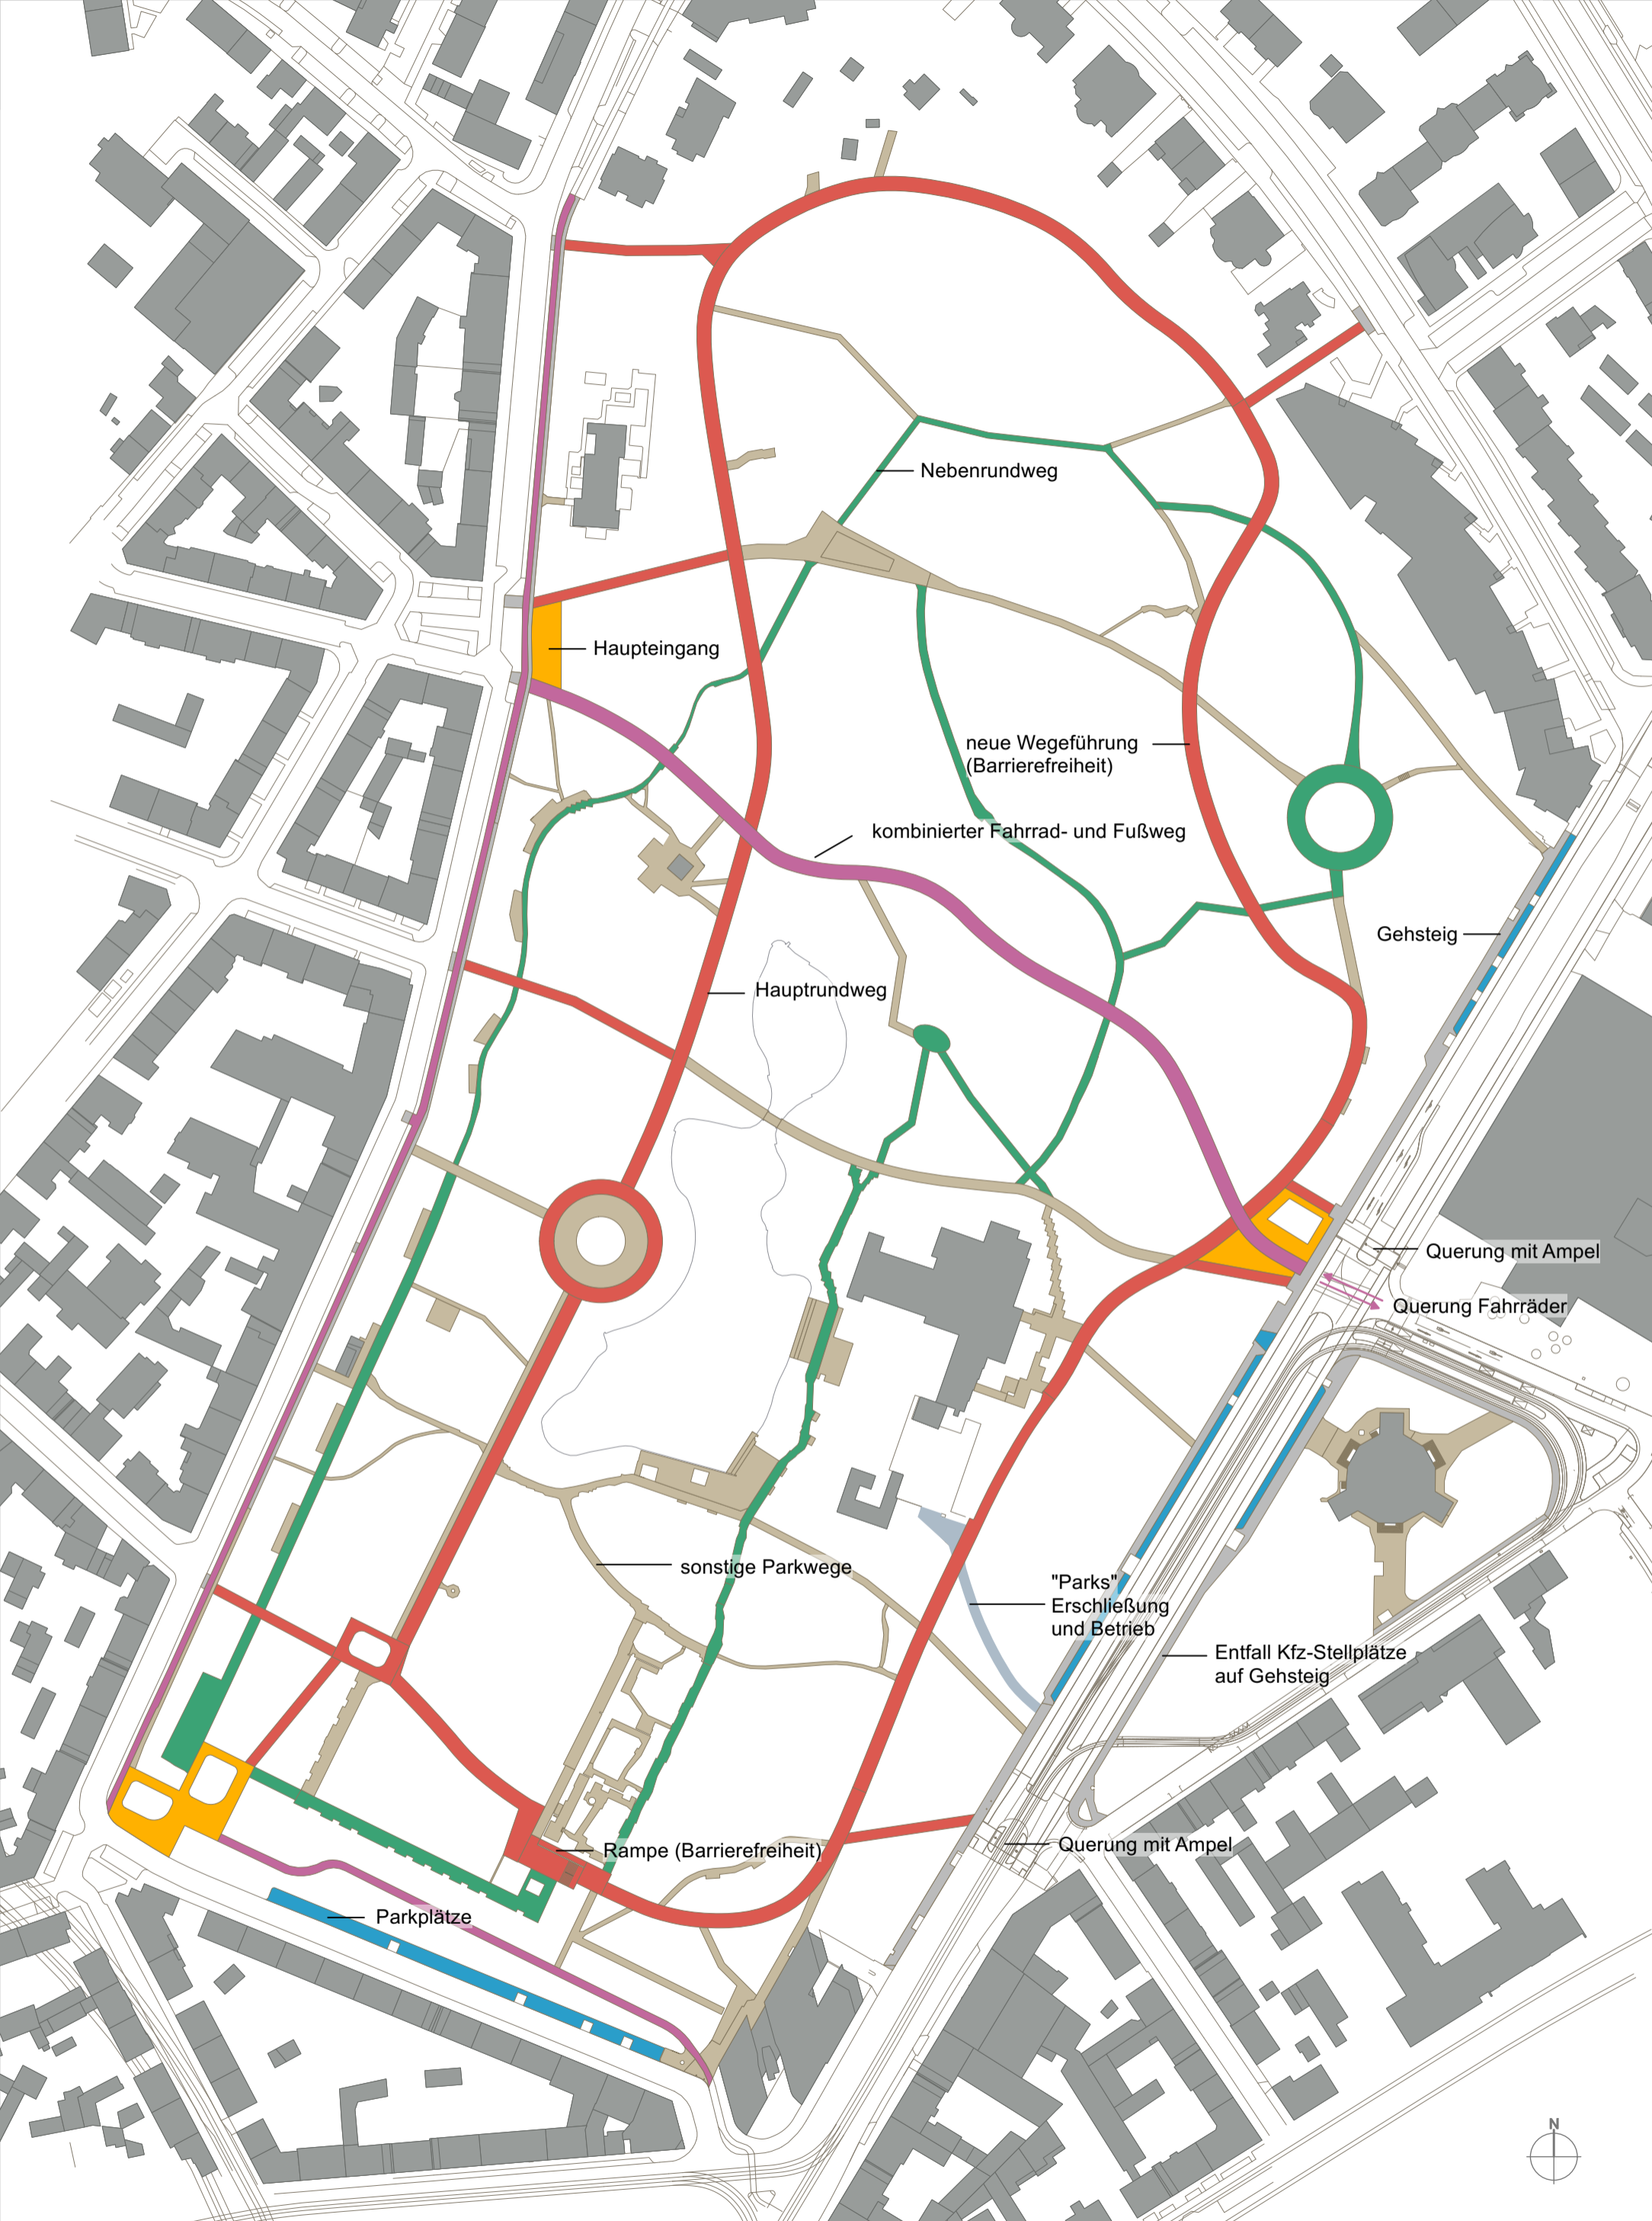 Nebenrundweg
Haupteingang
neue Wegeführung
(Barrierefreiheit)
kombinierter Fahrrad- und Fußweg
Gehsteig
Hauptrundweg
Querung mit Ampel
Querung Fahrräder
sonstige Parkwege
"Parks"
Erschließung
und Betrieb
Entfall Kfz-Stellplätze
auf Gehsteig
Querung mit Ampel
Rampe (Barrierefreiheit)
Parkplätze
N